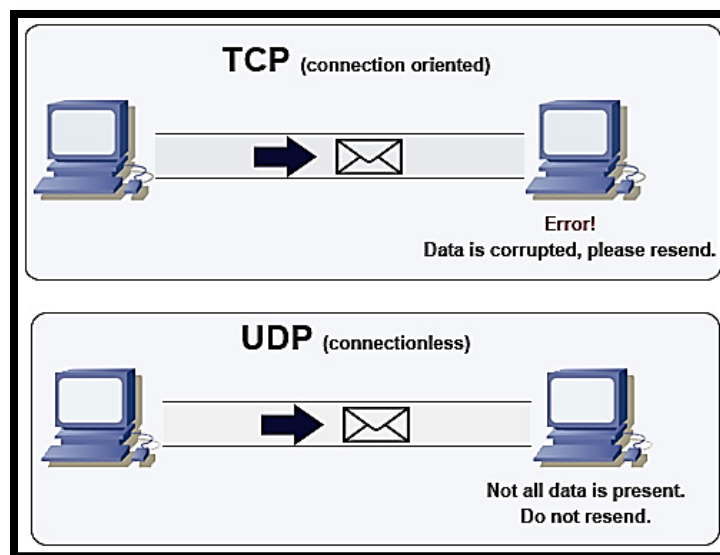 TCP (connection oriented)
Error!
Data is corrupted, please resend.
UDP (connectionless)
Not all data is present.
Do not resend.